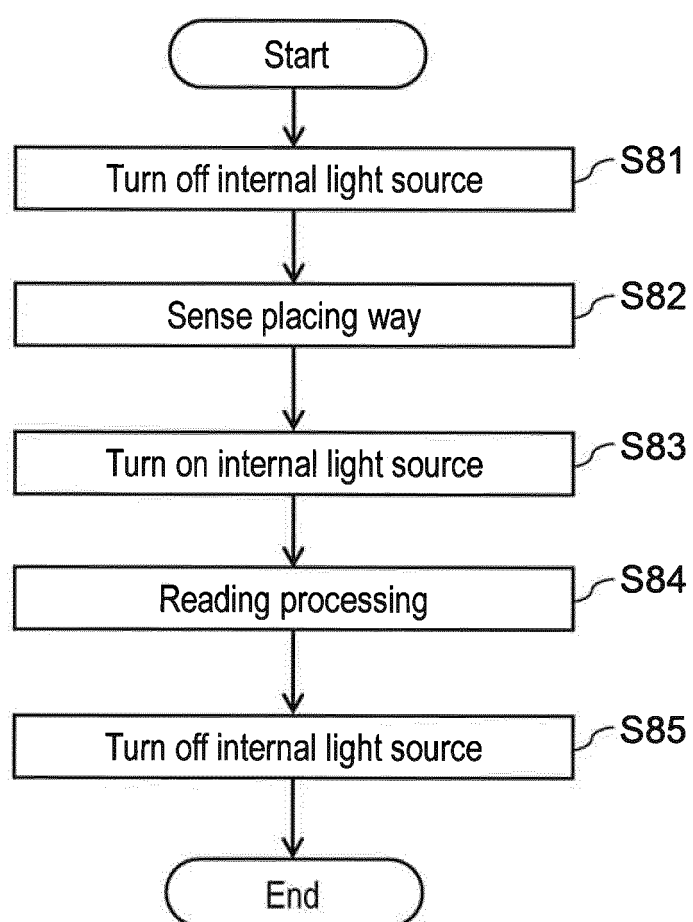 Start
Turn off internal light source
S81
Sense placing way
S82
Turn on internal light source
S83
Reading processing
S84
Turn off internal light source
S85
End